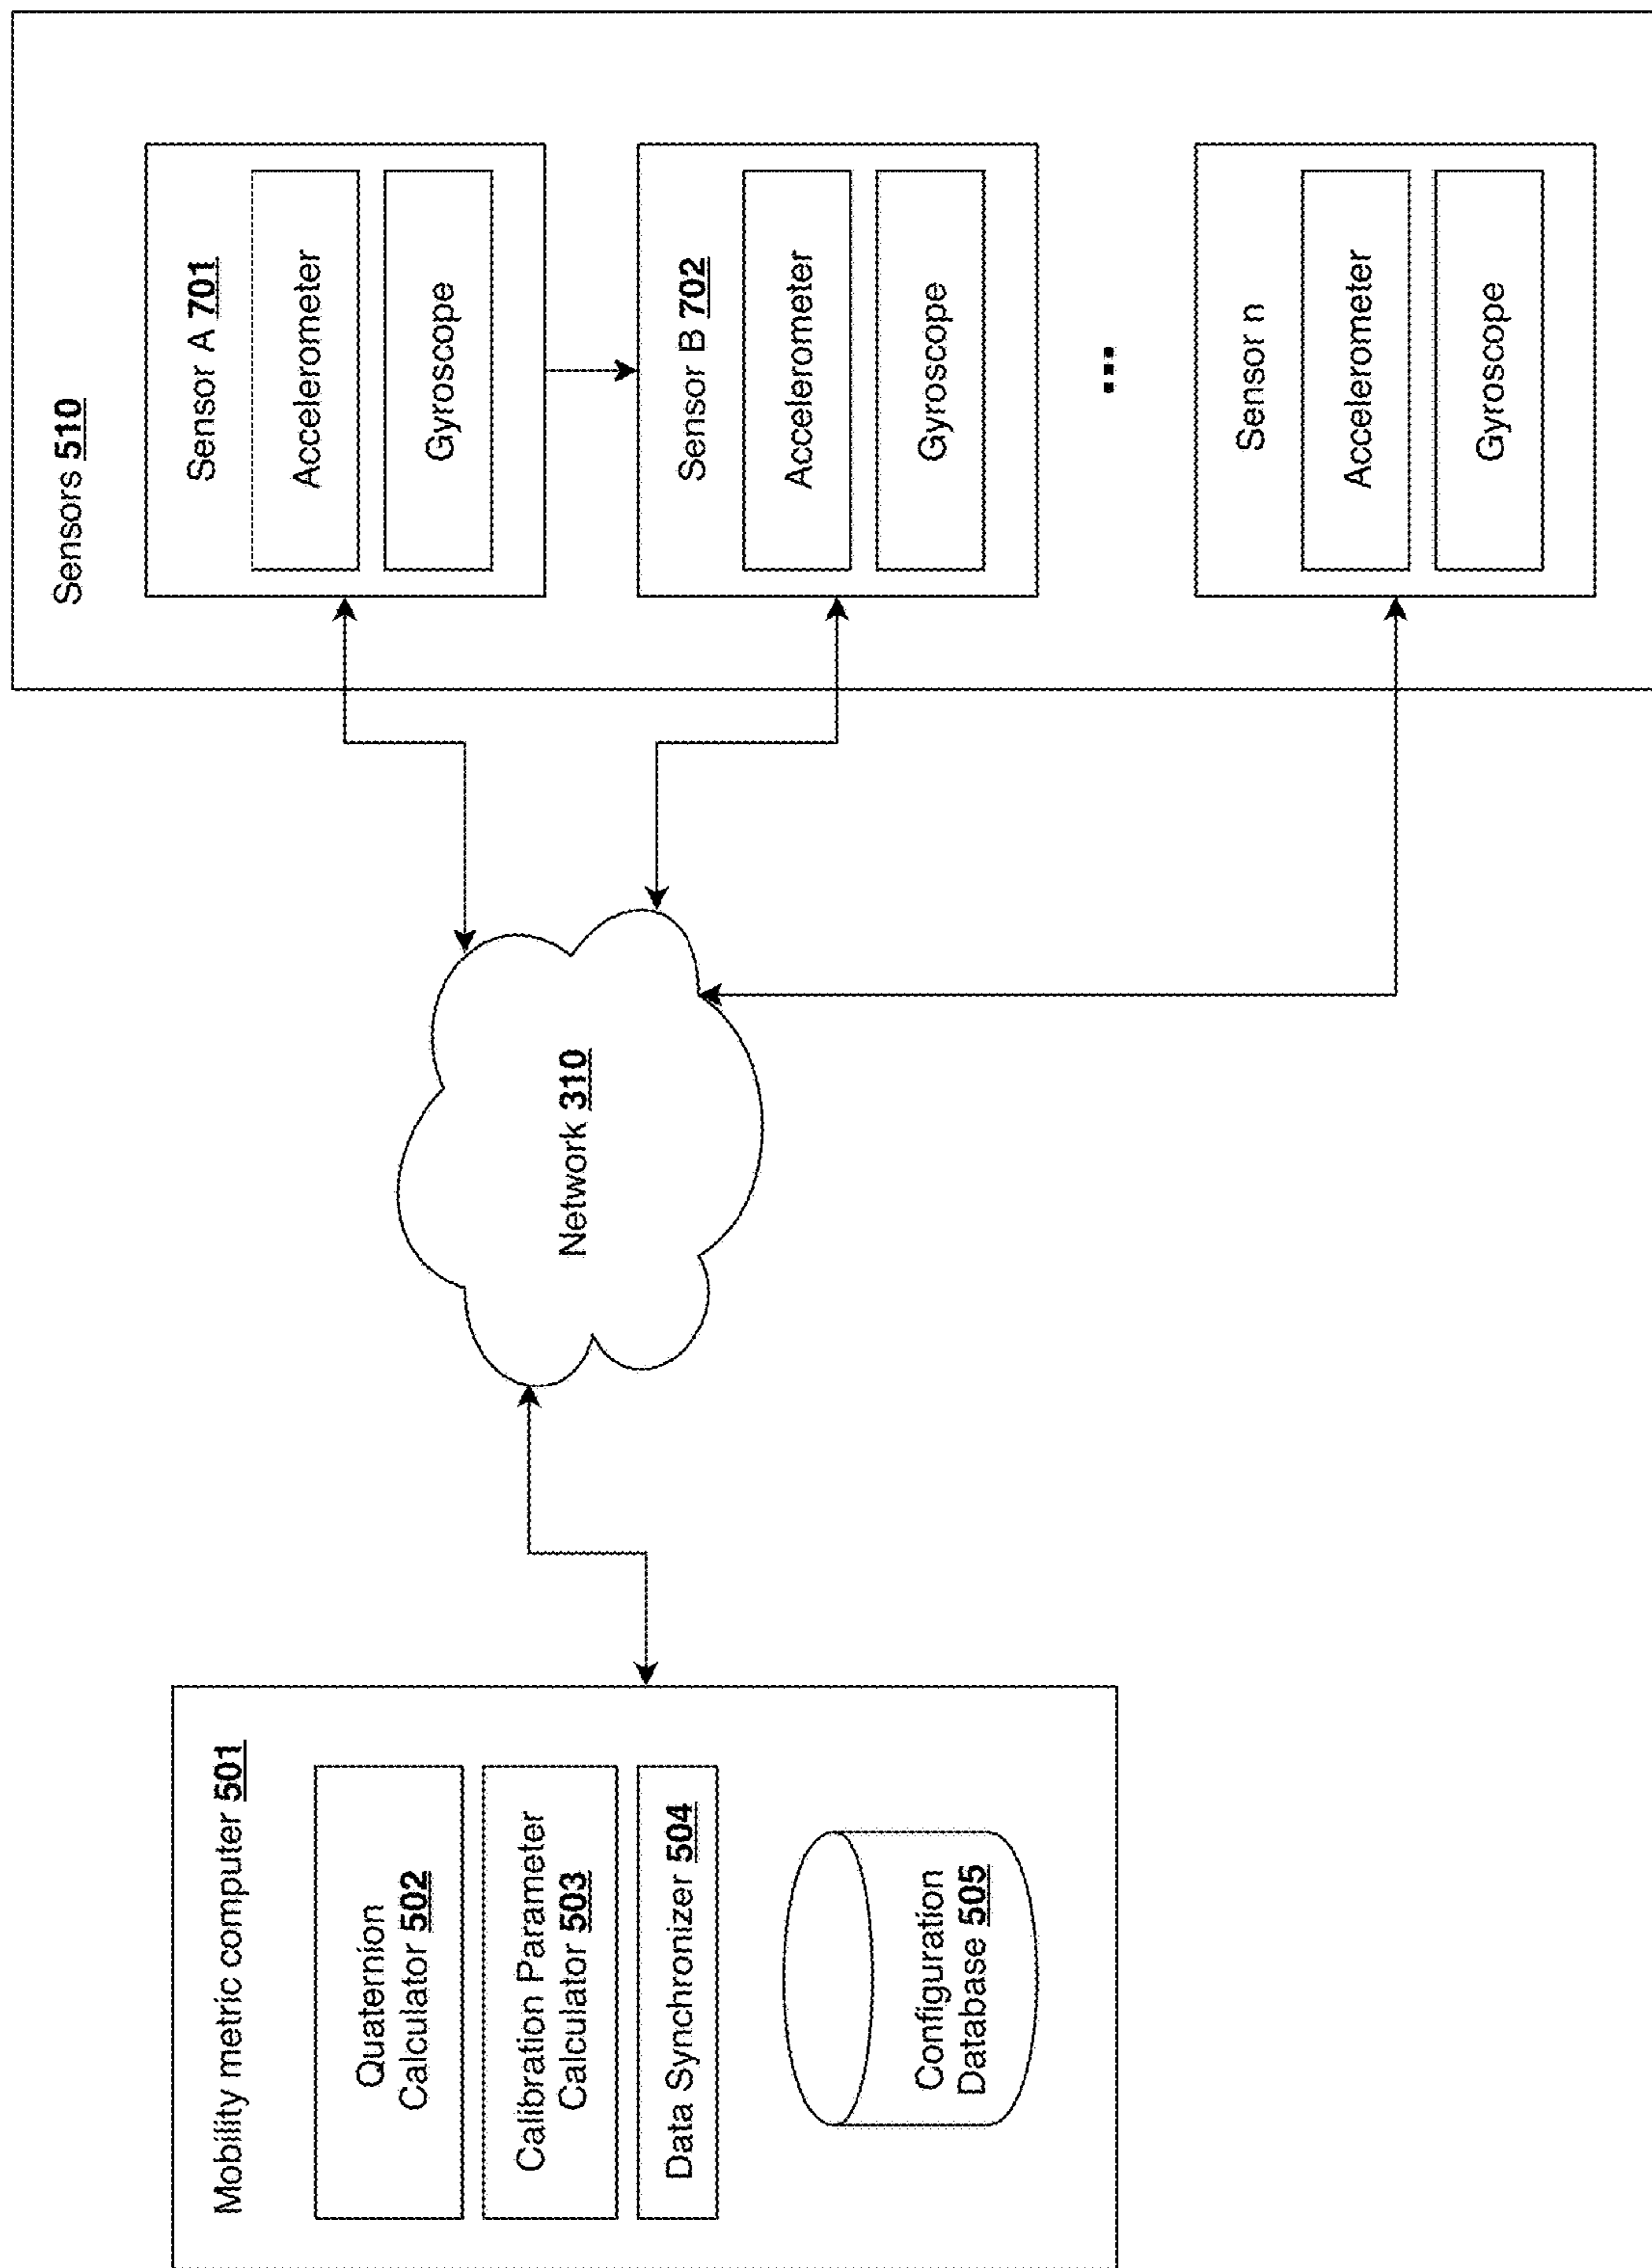 Mobility metric computer 501
Quaternion
Calculator 502
Calibration Parameter
Calculator 503
Data Synchronizer 504
Configuration
Database 505
Network 310
Sensors 510
Sensor A 701
Accelerometer
Gyroscope
Sensor B 702
Accelerometer
Gyroscope
...
Sensor n
Accelerometer
Gyroscope